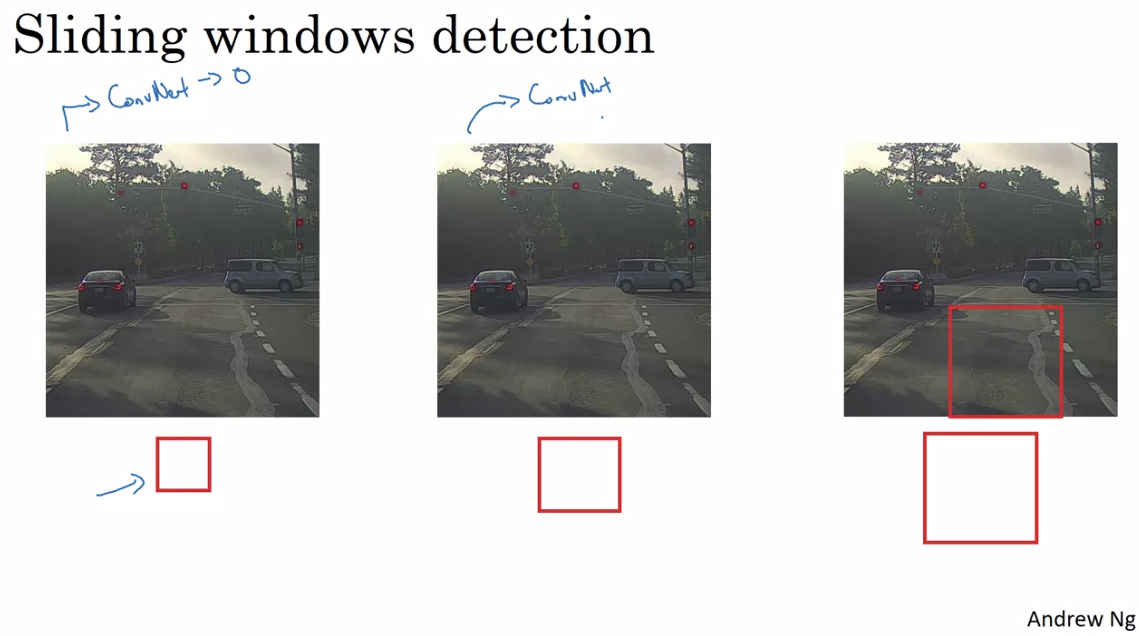 Sliding windows detection
→ ConvNet → 0
→ ConvNet
Andrew Ng